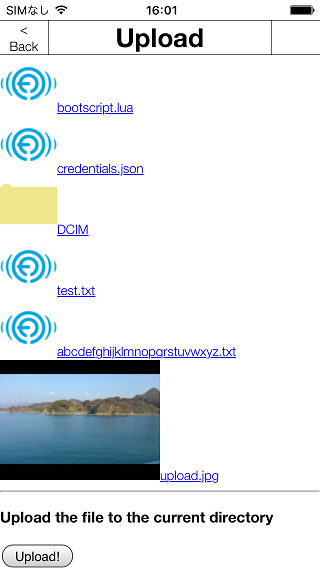 SIMなし 16:01
<
Back
Upload
bootscript.lua
credentials.json
DCIM
test.txt
abcdefghijklmnopqrstuvwxyz.txt
upload.jpg
Upload the file to the current directory
Upload!